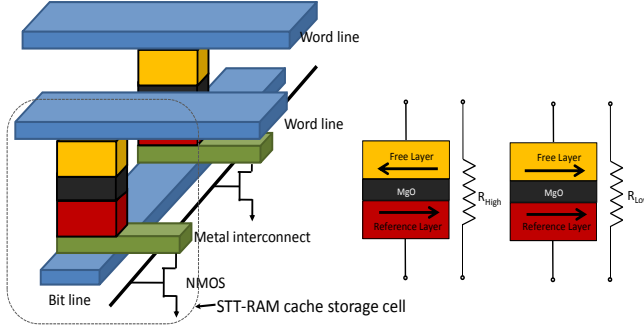 Word line
Word line
Metal interconnect
NMOS
Bit line
STT-RAM cache storage cell
Free Layer
MgO
Reference Layer
RHigh
Free Layer
MgO
Reference Layer
RLo